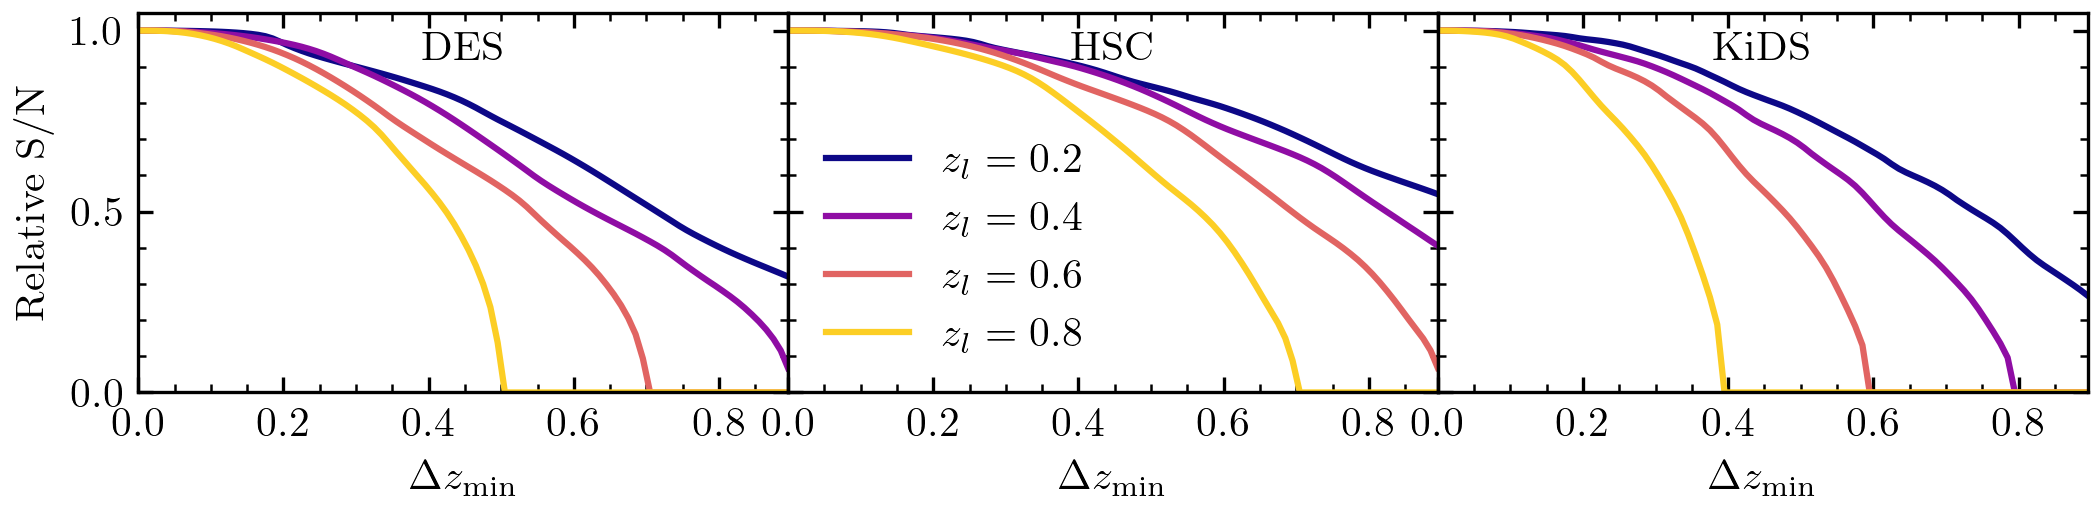 DES HSC KiDS
Relative S/N
1.0
0.5
0.0
z_l = 0.2
z_l = 0.4
z_l = 0.6
z_l = 0.8
0.0 0.2 0.4 0.6 0.8 0.0 0.2 0.4 0.6 0.8 0.0 0.2 0.4 0.6 0.8
Δz_min Δz_min Δz_min